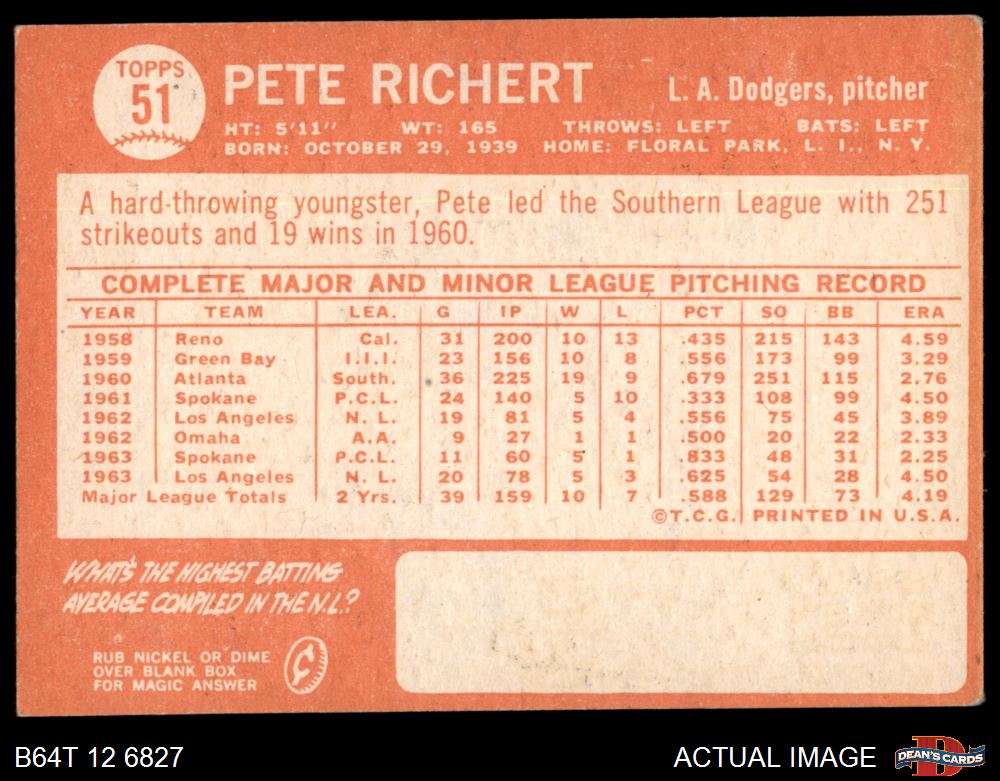 TOPPS
51
PETE RICHERT
L. A. Dodgers, pitcher
HT: 5'11" WT: 165 THROWS: LEFT BATS: LEFT
BORN: OCTOBER 29, 1939 HOME: FLORAL PARK, L. I., N. Y.
A hard-throwing youngster, Pete led the Southern League with 251
strikeouts and 19 wins in 1960.
COMPLETE MAJOR AND MINOR LEAGUE PITCHING RECORD
YEAR TEAM LEA. G IP W L PCT SO BB ERA
1958 Reno Cal. 31 200 10 13 .435 215 143 4.59
1959 Green Bay I.I.I. 23 156 10 8 .556 173 99 3.29
1960 Atlanta South. 36 225 19 9 .679 251 115 2.76
1961 Spokane P.C.L. 24 140 5 10 .333 108 99 4.50
1962 Los Angeles N. L. 19 81 5 4 .556 75 45 3.89
1962 Omaha A.A. 9 27 1 1 .500 20 22 2.33
1963 Spokane P.C.L. 11 60 5 1 .833 48 31 2.25
1963 Los Angeles N. L. 20 78 5 3 .625 54 28 4.50
Major League Totals 2 Yrs. 39 159 10 7 .588 129 73 4.19
©T.C.G. PRINTED IN U.S.A.
WHAT'S THE HIGHEST BATTING
AVERAGE COMPILED IN THE N.L.?
RUB NICKEL OR DIME
OVER BLANK BOX
FOR MAGIC ANSWER
¢
B64T 12 6827
ACTUAL IMAGE
D
DEAN'S CARDS